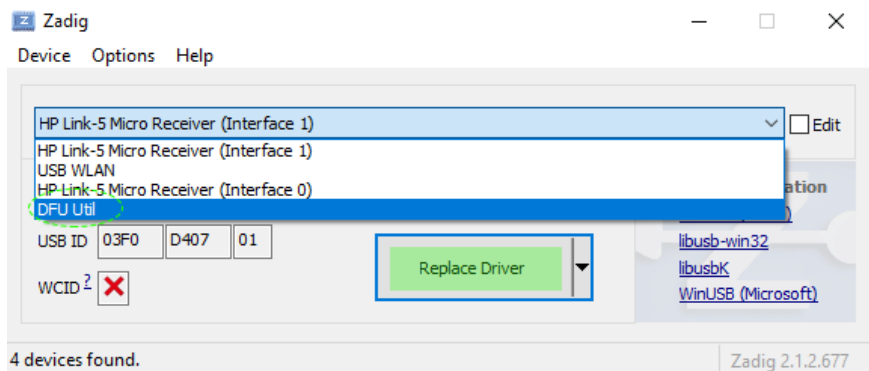 Zadig
Device Options Help
HP Link-5 Micro Receiver (Interface 1)
Edit
HP Link-5 Micro Receiver (Interface 1)
USB WLAN
HP Link-5 Micro Receiver (Interface 0)
DFU Util
USB ID 03F0 D407 01
WCID ?
Replace Driver
libusb-win32
libusbK
WinUSB (Microsoft)
4 devices found.
Zadig 2.1.2.677